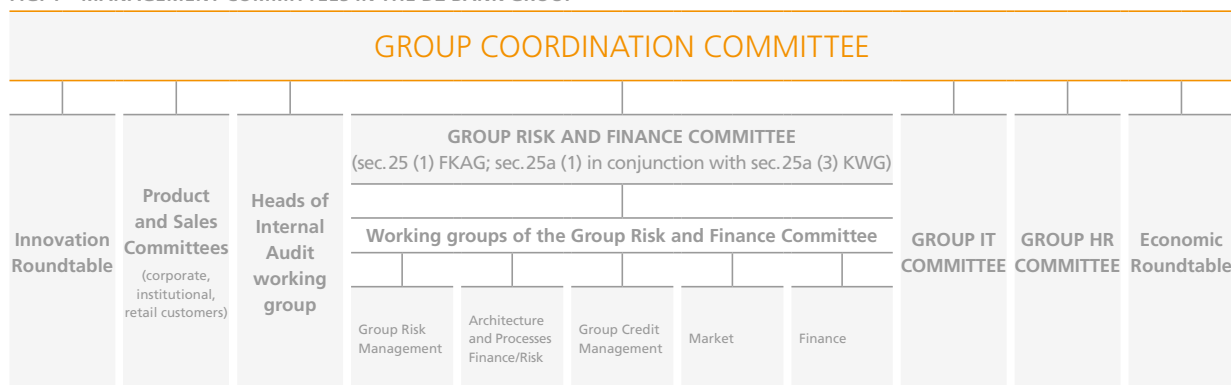 GROUP COORDINATION COMMITTEE
Innovation
Roundtable
Product
and Sales
Committees
(corporate,
institutional,
retail customers)
Heads of
Internal
Audit
working
group
GROUP RISK AND FINANCE COMMITTEE
(sec. 25 (1) FKAG; sec. 25a (1) in conjunction with sec. 25a (3) KWG)
Working groups of the Group Risk and Finance Committee
Group Risk
Management
Architecture
and Processes
Finance/Risk
Group Credit
Management
Market
Finance
GROUP IT
COMMITTEE
GROUP HR
COMMITTEE
Economic
Roundtable